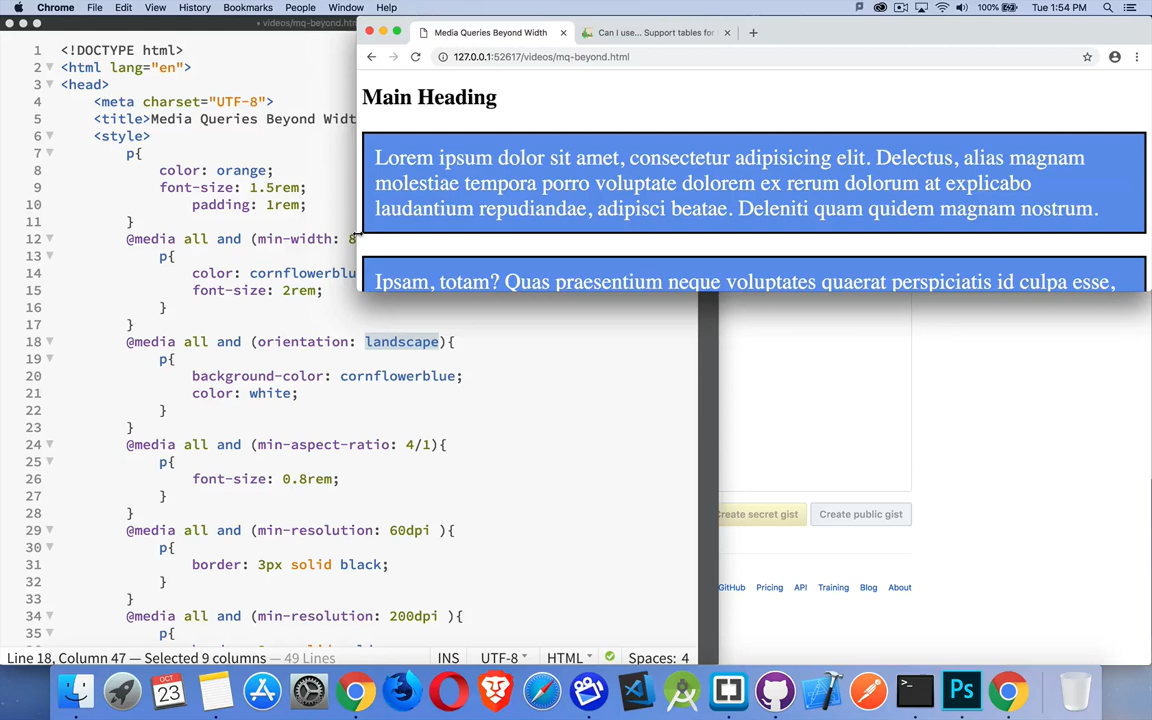 Chrome File Edit View History Bookmarks People Window Help 100% Tue 1:54 PM
• videos/mq-beyond.htm
Media Queries Beyond Width
Can I use... Support tables for
127.0.0.1:52617/videos/mq-beyond.html
Main Heading
Lorem ipsum dolor sit amet, consectetur adipisicing elit. Delectus, alias magnam
molestiae tempora porro voluptate dolorem ex rerum dolorum at explicabo
laudantium repudiandae, adipisci beatae. Deleniti quam quidem magnam nostrum.
Ipsam, totam? Quas praesentium neque voluptates quaerat perspiciatis id culpa esse,
1 <!DOCTYPE html>
2 <html lang="en">
3 <head>
4 <meta charset="UTF-8">
5 <title>Media Queries Beyond Widt
6 <style>
7 p{
8 color: orange;
9 font-size: 1.5rem;
10 padding: 1rem;
11 }
12 @media all and (min-width: 8
13 p{
14 color: cornflowerblu
15 font-size: 2rem;
16 }
17 }
18 @media all and (orientation: landscape){
19 p{
20 background-color: cornflowerblue;
21 color: white;
22 }
23 }
24 @media all and (min-aspect-ratio: 4/1){
25 p{
26 font-size: 0.8rem;
27 }
28 }
29 @media all and (min-resolution: 60dpi ){
30 p{
31 border: 3px solid black;
32 }
33 }
34 @media all and (min-resolution: 200dpi ){
35 p{
Create secret gist Create public gist
GitHub Pricing API Training Blog About
Line 18, Column 47 — Selected 9 columns — 49 Lines INS UTF-8 HTML Spaces: 4
OCT
23
Ps